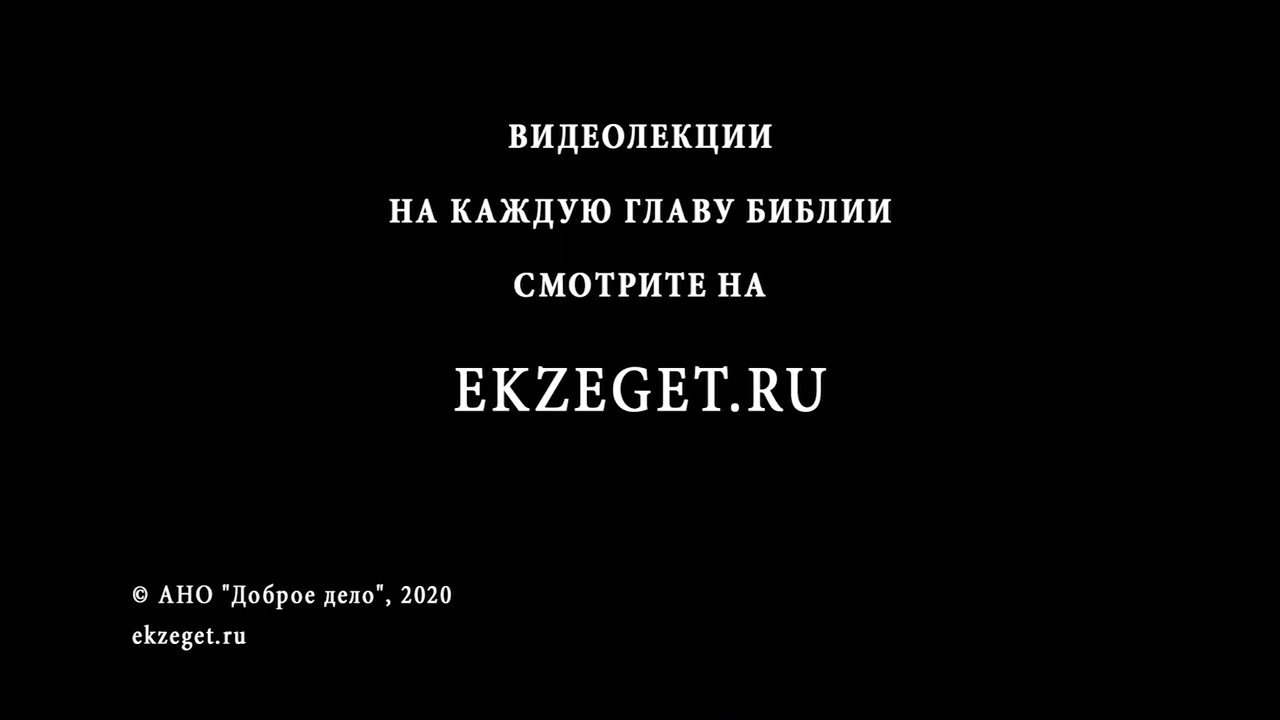 ВИДЕОЛЕКЦИИ
НА КАЖДУЮ ГЛАВУ БИБЛИИ
СМОТРИТЕ НА
EKZEGET.RU
© АНО "Доброе дело", 2020
ekzeget.ru